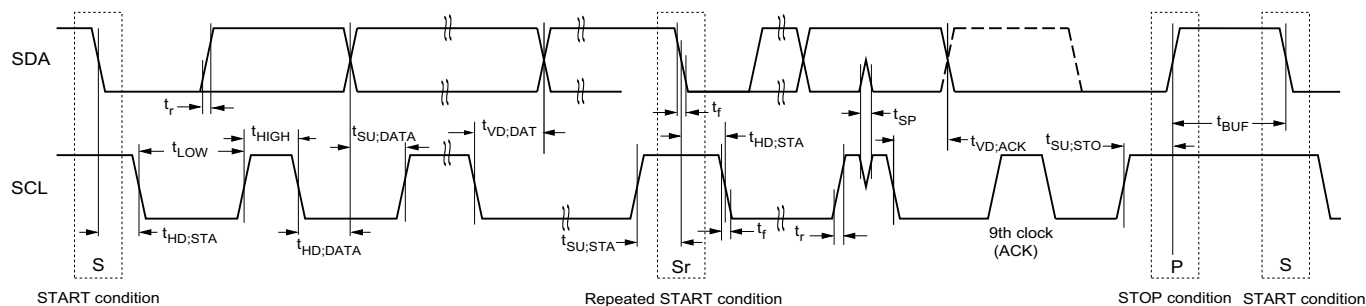 SDA
t_r
t_f
t_SP
t_BUF
t_LOW
t_HIGH
t_SU;DATA
t_VD;DAT
t_HD;STA
t_VD;ACK
t_SU;STO
SCL
t_HD;STA
t_HD;DATA
t_SU;STA
t_f
t_r
9th clock
(ACK)
S
Sr
P
S
START condition
Repeated START condition
STOP condition
START condition